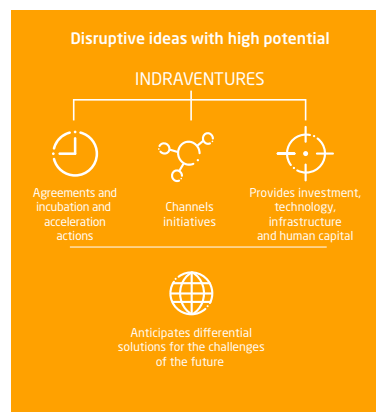 Disruptive ideas with high potential
INDRAVENTURES
Agreements and
incubation and
acceleration
actions
Channels
initiatives
Provides investment,
technology,
infrastructure
and human capital
Anticipates differential
solutions for the challenges
of the future